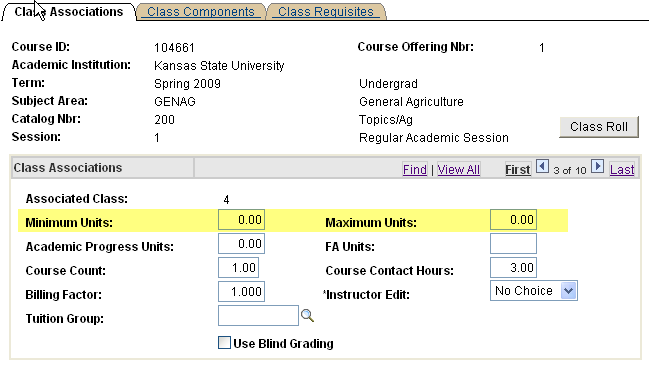 Class Associations Class Components Class Requisites
Course ID: 104661 Course Offering Nbr: 1
Academic Institution: Kansas State University
Term: Spring 2009 Undergrad
Subject Area: GENAG General Agriculture
Catalog Nbr: 200 Topics/Ag
Class Roll
Session: 1 Regular Academic Session
Class Associations Find | View All First 3 of 10 Last
Associated Class: 4
Minimum Units: 0.00 Maximum Units: 0.00
Academic Progress Units: 0.00 FA Units:
Course Count: 1.00 Course Contact Hours: 3.00
Billing Factor: 1.000 *Instructor Edit: No Choice
Tuition Group:
Use Blind Grading